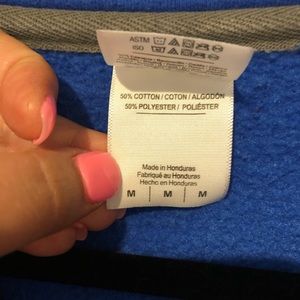 ASTM
ISO
50% COTTON / COTON / ALGODÓN
50% POLYESTER / POLIÉSTER
Made in Honduras
Fabriqué au Honduras
Hecho en Honduras
M M M